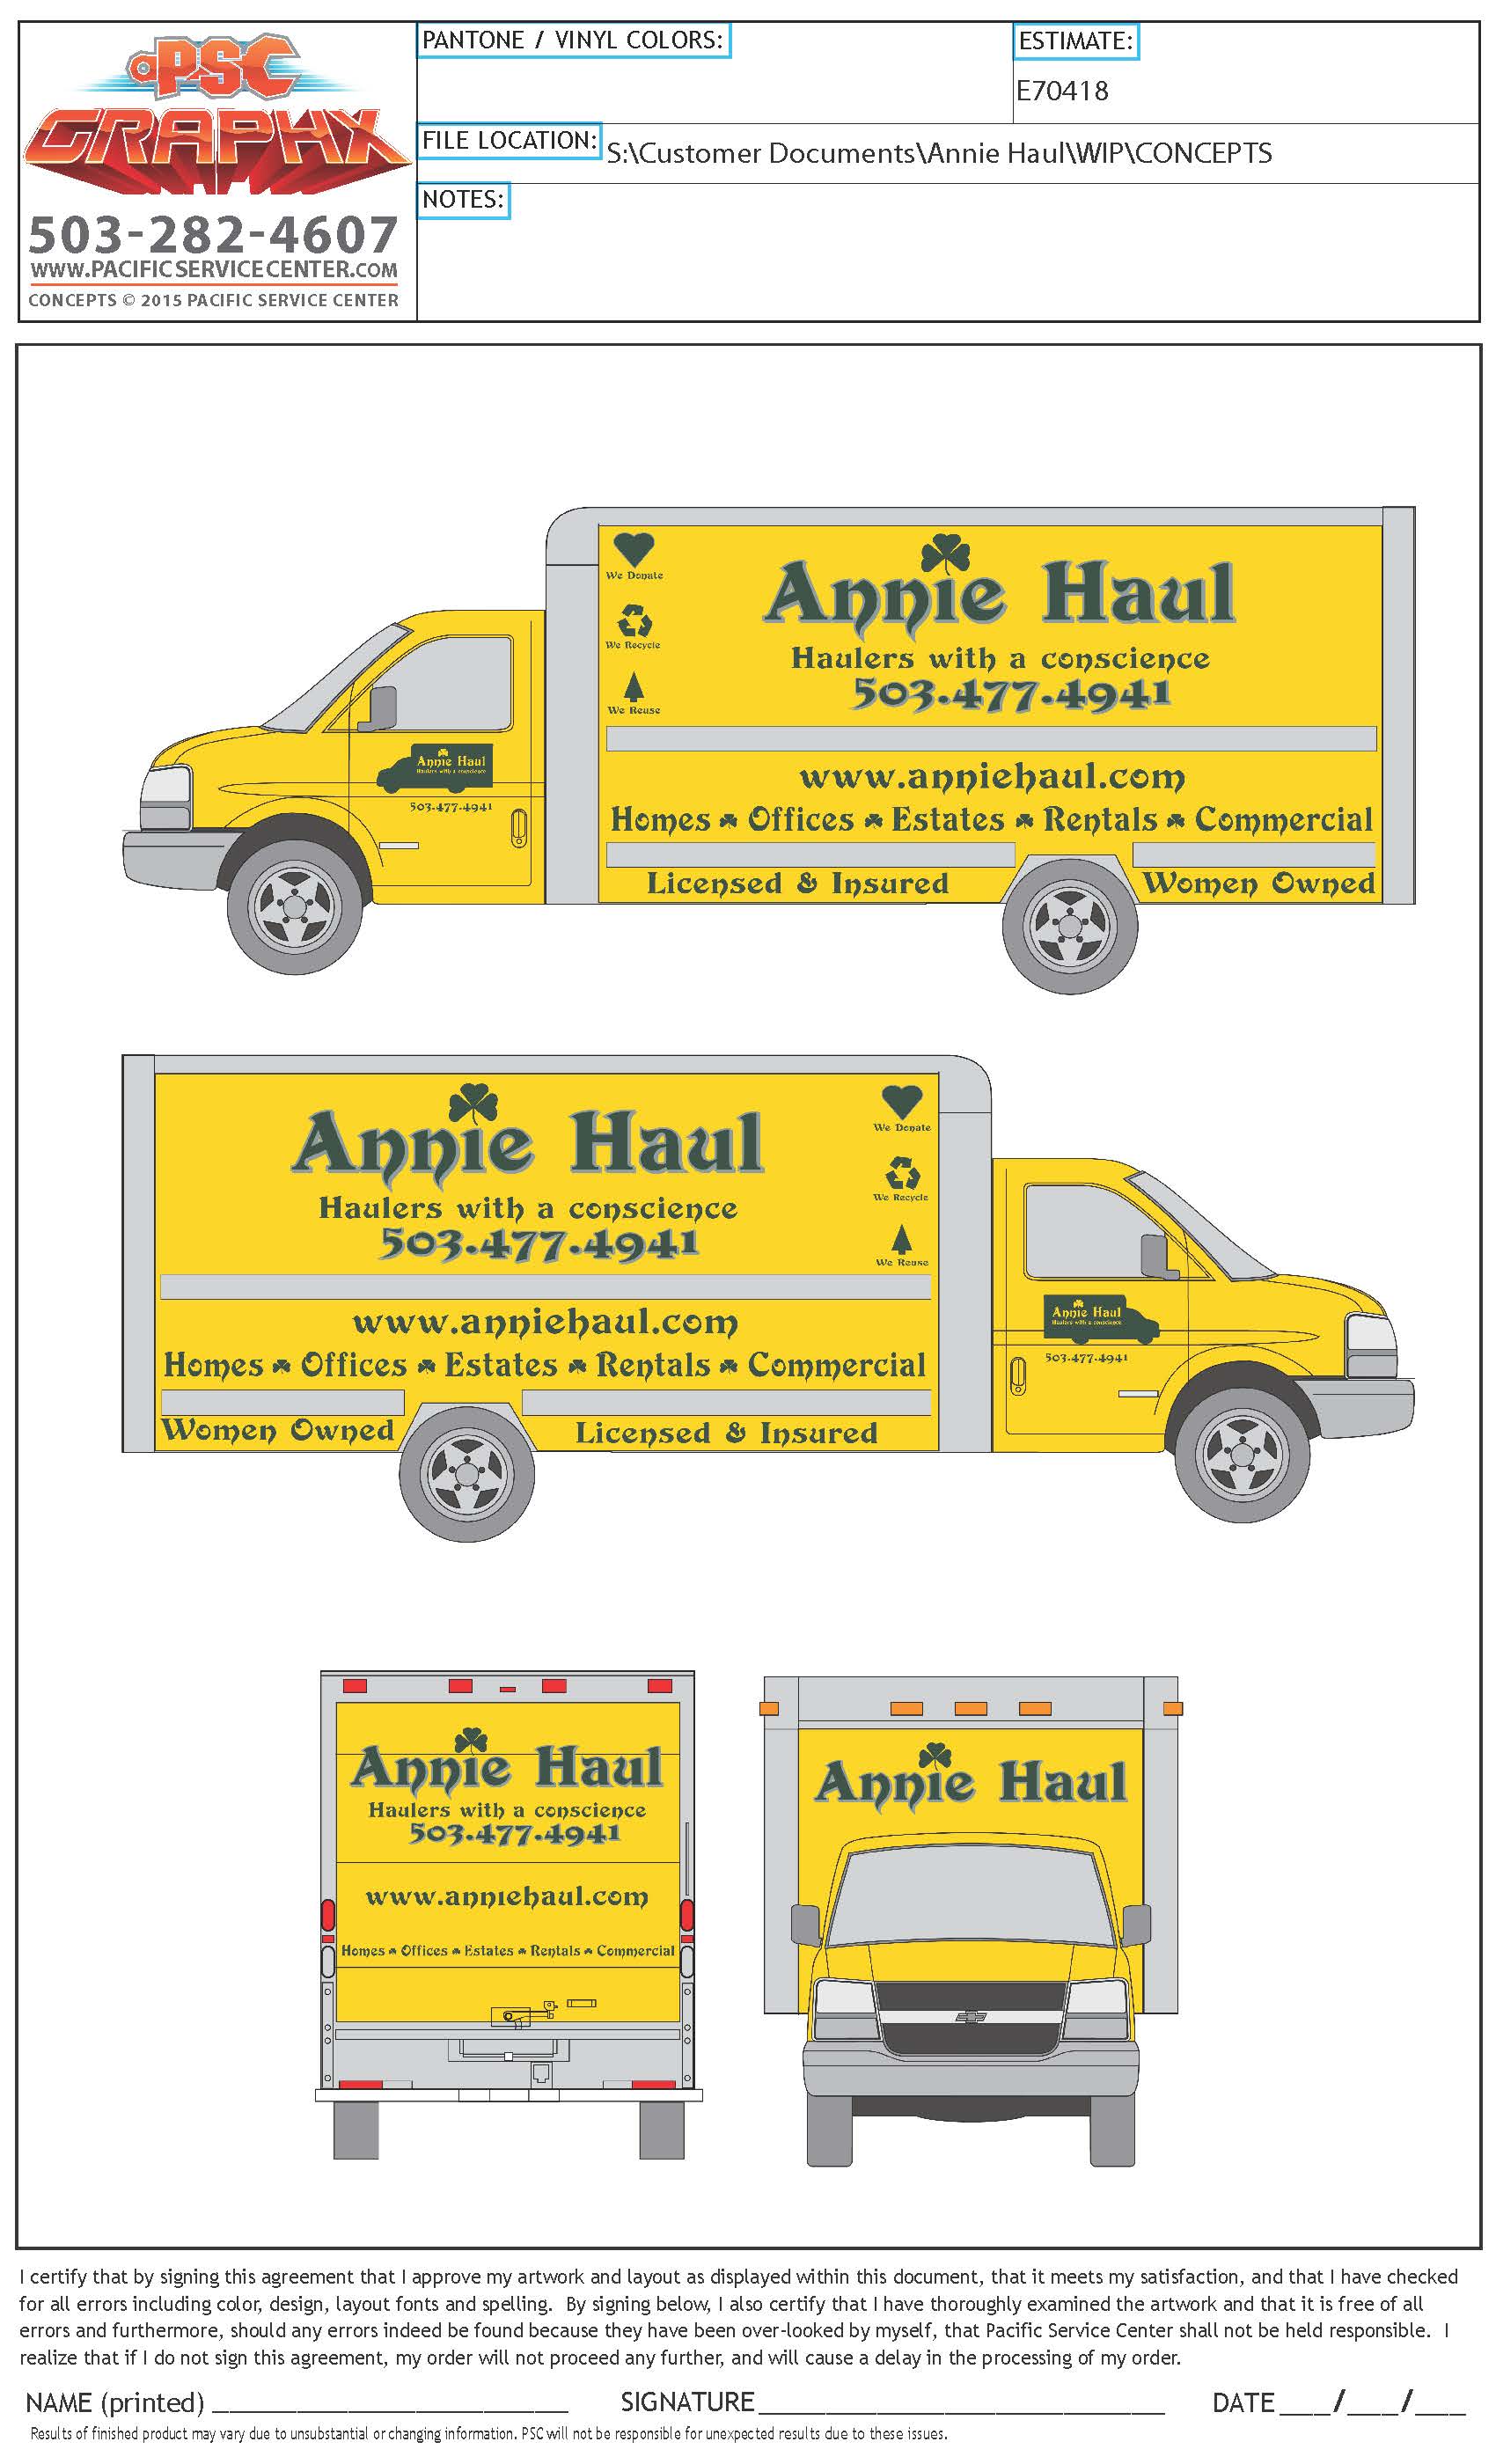 aPSC
GRAPHX
503-282-4607
WWW.PACIFICSERVICECENTER.COM
CONCEPTS © 2015 PACIFIC SERVICE CENTER
PANTONE / VINYL COLORS:
ESTIMATE:
E70418
FILE LOCATION: S:\Customer Documents\Annie Haul\WIP\CONCEPTS
NOTES:
We Donate
We Recycle
We Reuse
Annie Haul
Haulers with a conscience
503.477.4941
www.anniehaul.com
Homes Offices Estates Rentals Commercial
Licensed & Insured Women Owned
Annie Haul
Haulers with a conscience
503.477.4941
Annie Haul
Haulers with a conscience
503.477.4941
www.anniehaul.com
Homes Offices Estates Rentals Commercial
Women Owned Licensed & Insured
We Donate
We Recycle
We Reuse
Annie Haul
Haulers with a conscience
503.477.4941
Annie Haul
Haulers with a conscience
503.477.4941
www.anniehaul.com
Homes Offices Estates Rentals Commercial
Annie Haul
I certify that by signing this agreement that I approve my artwork and layout as displayed within this document, that it meets my satisfaction, and that I have checked
for all errors including color, design, layout fonts and spelling. By signing below, I also certify that I have thoroughly examined the artwork and that it is free of all
errors and furthermore, should any errors indeed be found because they have been over-looked by myself, that Pacific Service Center shall not be held responsible. I
realize that if I do not sign this agreement, my order will not proceed any further, and will cause a delay in the processing of my order.
NAME (printed) ____________________ SIGNATURE____________________ DATE ___/___/___
Results of finished product may vary due to unsubstantial or changing information. PSC will not be responsible for unexpected results due to these issues.